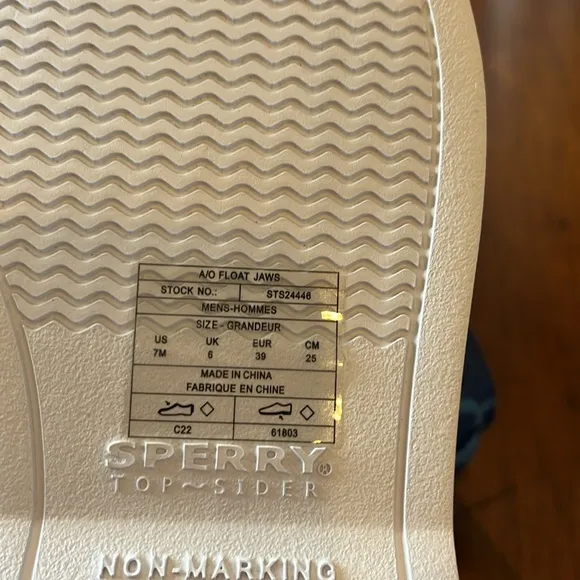 A/O FLOAT JAWS
STOCK NO.: STS24446
MENS-HOMMES
SIZE - GRANDEUR
US UK EUR CM
7M 6 39 25
MADE IN CHINA
FABRIQUE EN CHINE
C22 61803
SPERRY®
TOP~SIDER
NON-MARKING